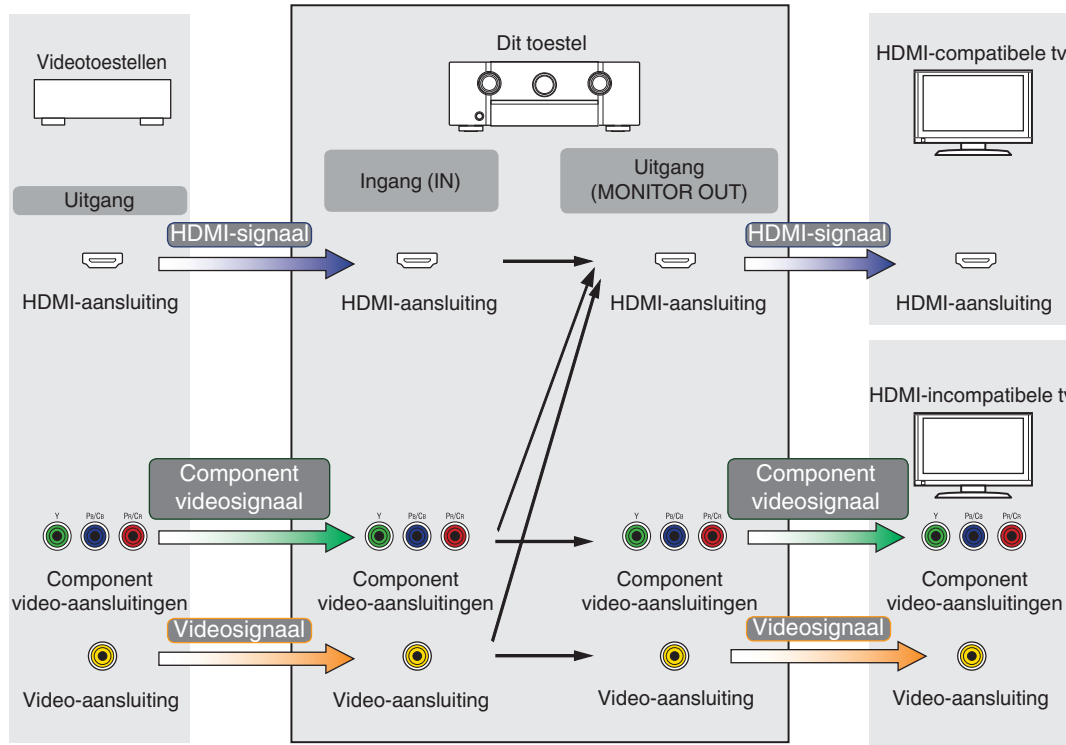 Dit toestel
Videotoestellen
HDMI-compatibele tv
Uitgang
Ingang (IN)
Uitgang
(MONITOR OUT)
HDMI-signaal
HDMI-signaal
HDMI-aansluiting
HDMI-aansluiting
HDMI-aansluiting
HDMI-aansluiting
HDMI-incompatibele tv
Component
videosignaal
Component
videosignaal
Y PB/CB PR/CR
Y PB/CB PR/CR
Y PB/CB PR/CR
Y PB/CB PR/CR
Component
video-aansluitingen
Component
video-aansluitingen
Component
video-aansluitingen
Component
video-aansluitingen
Videosignaal
Videosignaal
Video-aansluiting
Video-aansluiting
Video-aansluiting
Video-aansluiting